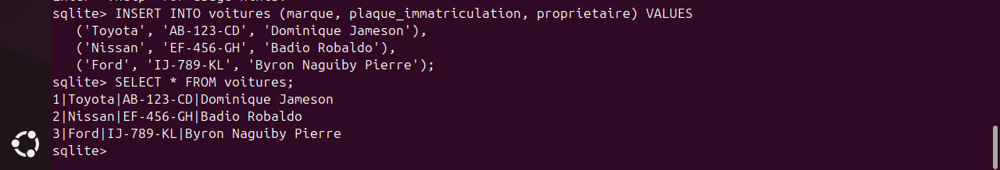 sqlite> INSERT INTO voitures (marque, plaque_immatriculation, proprietaire) VALUES
('Toyota', 'AB-123-CD', 'Dominique Jameson'),
('Nissan', 'EF-456-GH', 'Badio Robaldo'),
('Ford', 'IJ-789-KL', 'Byron Naguiby Pierre');
sqlite> SELECT * FROM voitures;
1|Toyota|AB-123-CD|Dominique Jameson
2|Nissan|EF-456-GH|Badio Robaldo
3|Ford|IJ-789-KL|Byron Naguiby Pierre
sqlite>